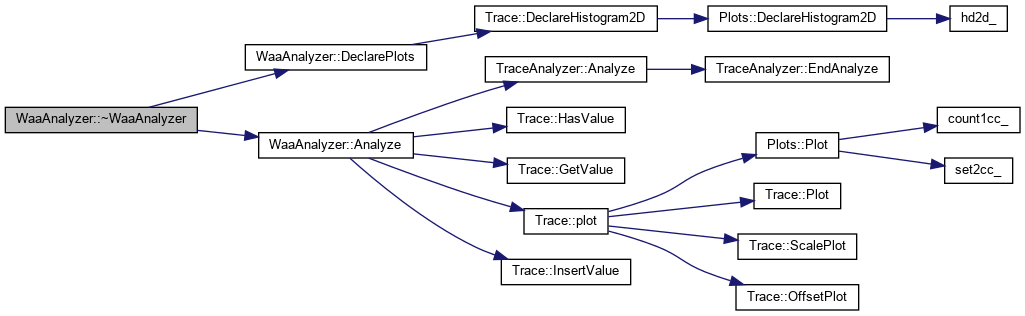 WaaAnalyzer::~WaaAnalyzer
WaaAnalyzer::DeclarePlots
Trace::DeclareHistogram2D
Plots::DeclareHistogram2D
hd2d_
WaaAnalyzer::Analyze
TraceAnalyzer::Analyze
TraceAnalyzer::EndAnalyze
Trace::HasValue
Trace::GetValue
Trace::plot
Plots::Plot
count1cc_
set2cc_
Trace::Plot
Trace::ScalePlot
Trace::OffsetPlot
Trace::InsertValue